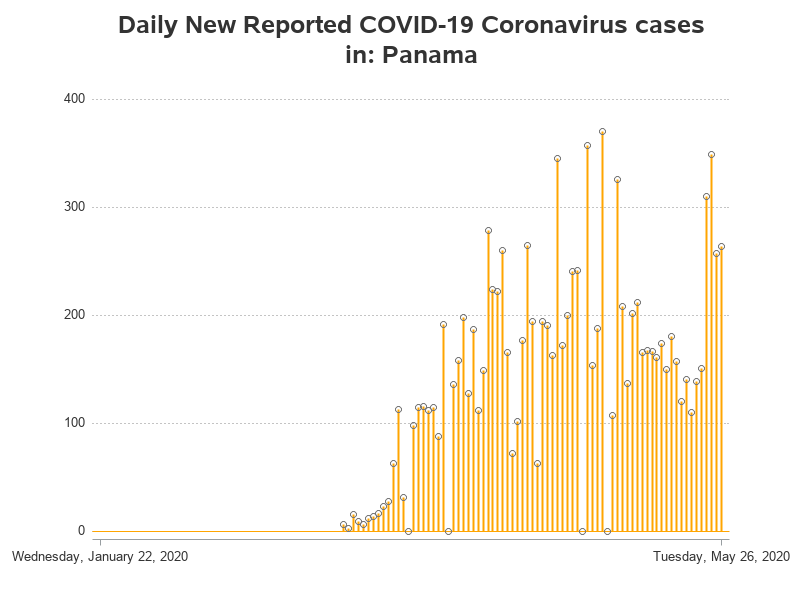 Daily New Reported COVID-19 Coronavirus cases
in: Panama
400
300
200
100
0
Wednesday, January 22, 2020
Tuesday, May 26, 2020